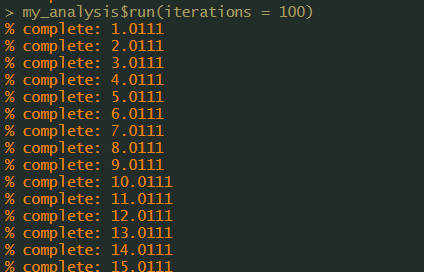 > my_analysis$run(iterations = 100)
% complete: 1.0111
% complete: 2.0111
% complete: 3.0111
% complete: 4.0111
% complete: 5.0111
% complete: 6.0111
% complete: 7.0111
% complete: 8.0111
% complete: 9.0111
% complete: 10.0111
% complete: 11.0111
% complete: 12.0111
% complete: 13.0111
% complete: 14.0111
% complete: 15.0111